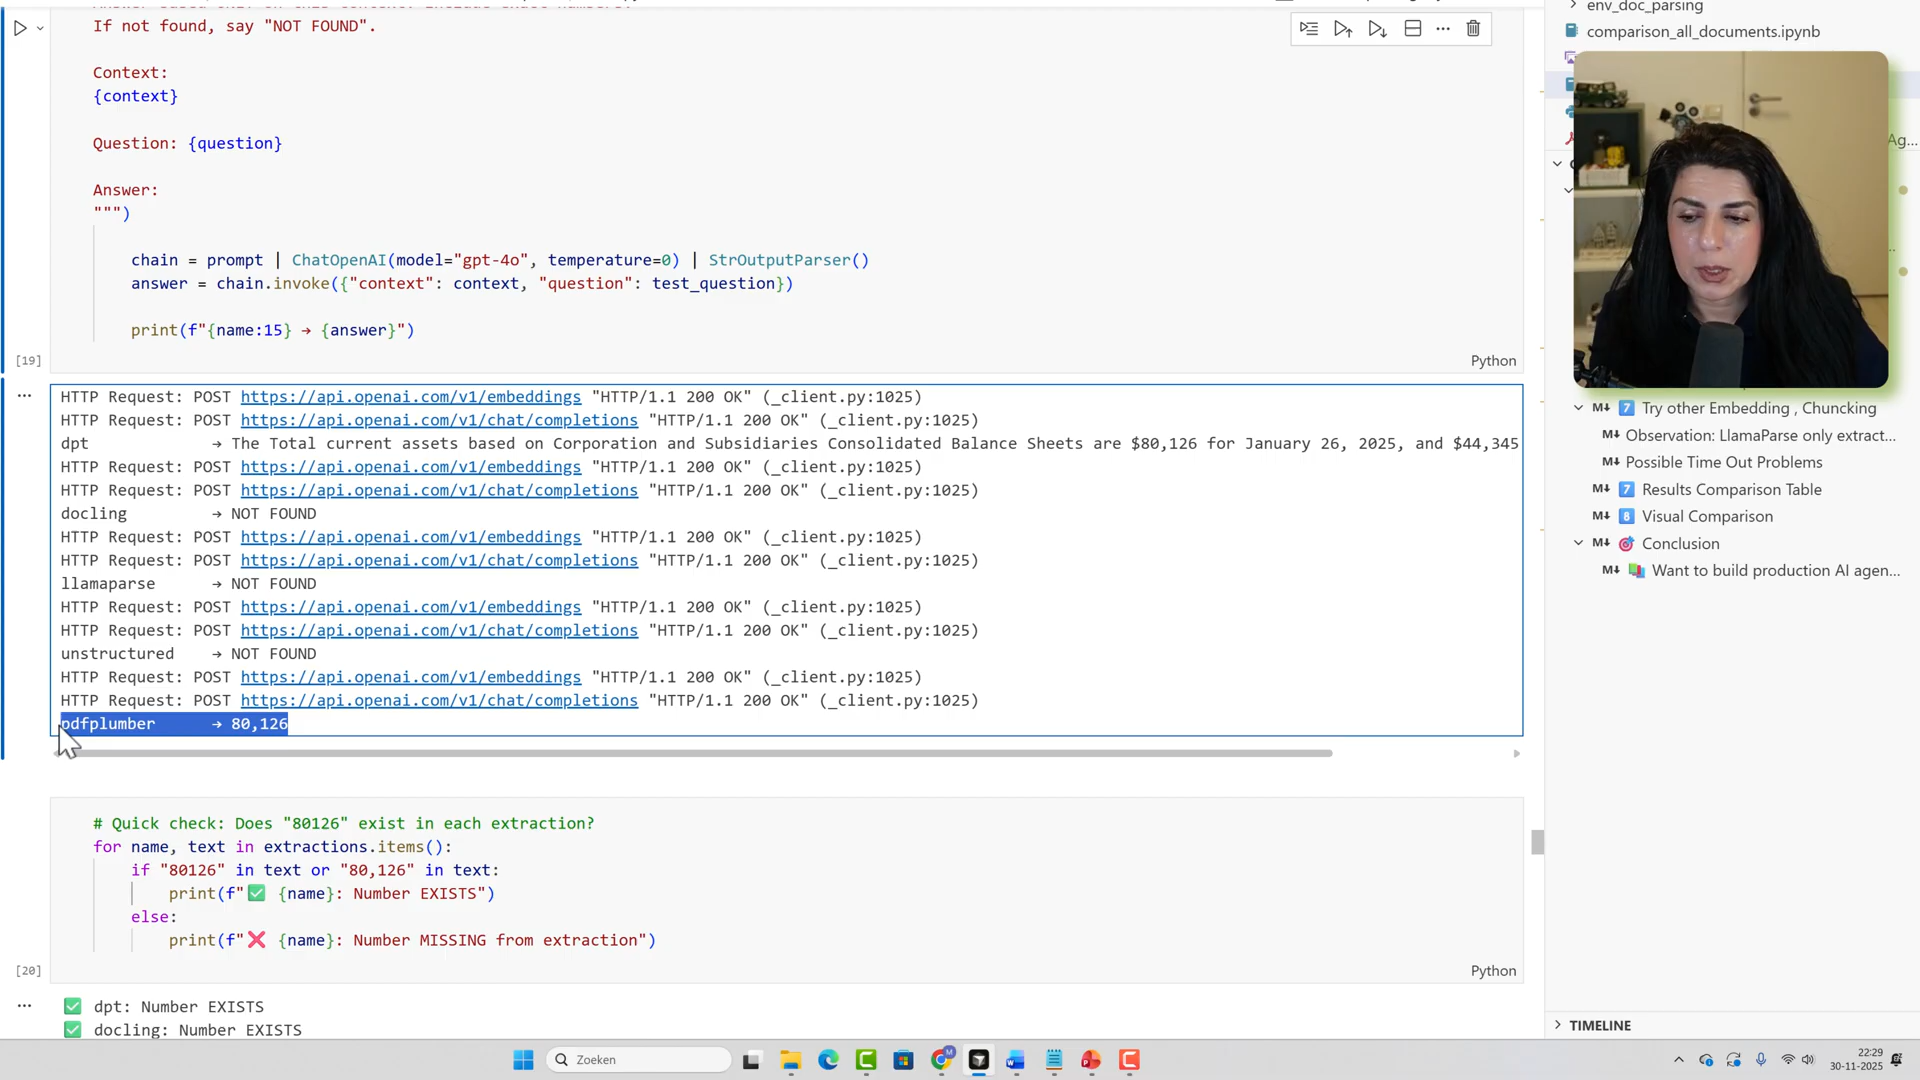 If not found, say "NOT FOUND".
Context:
{context}
Question: {question}
Answer:
""")
chain = prompt | ChatOpenAI(model="gpt-4o", temperature=0) | StrOutputParser()
answer = chain.invoke({"context": context, "question": test_question})
print(f"{name:15} → {answer}")
[19]
Python
HTTP Request: POST https://api.openai.com/v1/embeddings "HTTP/1.1 200 OK" (_client.py:1025)
HTTP Request: POST https://api.openai.com/v1/chat/completions "HTTP/1.1 200 OK" (_client.py:1025)
dpt → The Total current assets based on Corporation and Subsidiaries Consolidated Balance Sheets are $80,126 for January 26, 2025, and $44,345
HTTP Request: POST https://api.openai.com/v1/embeddings "HTTP/1.1 200 OK" (_client.py:1025)
HTTP Request: POST https://api.openai.com/v1/chat/completions "HTTP/1.1 200 OK" (_client.py:1025)
docling → NOT FOUND
HTTP Request: POST https://api.openai.com/v1/embeddings "HTTP/1.1 200 OK" (_client.py:1025)
HTTP Request: POST https://api.openai.com/v1/chat/completions "HTTP/1.1 200 OK" (_client.py:1025)
llamaparse → NOT FOUND
HTTP Request: POST https://api.openai.com/v1/embeddings "HTTP/1.1 200 OK" (_client.py:1025)
HTTP Request: POST https://api.openai.com/v1/chat/completions "HTTP/1.1 200 OK" (_client.py:1025)
unstructured → NOT FOUND
HTTP Request: POST https://api.openai.com/v1/embeddings "HTTP/1.1 200 OK" (_client.py:1025)
HTTP Request: POST https://api.openai.com/v1/chat/completions "HTTP/1.1 200 OK" (_client.py:1025)
pdfplumber → 80,126
# Quick check: Does "80126" exist in each extraction?
for name, text in extractions.items():
if "80126" in text or "80,126" in text:
print(f"✅ {name}: Number EXISTS")
else:
print(f"❌ {name}: Number MISSING from extraction")
[20]
Python
✅ dpt: Number EXISTS
✅ docling: Number EXISTS
env_doc_parsing
comparison_all_documents.ipynb
Ag...
M↓ 7 Try other Embedding , Chuncking
M↓ Observation: LlamaParse only extract...
M↓ Possible Time Out Problems
M↓ 7 Results Comparison Table
M↓ 8 Visual Comparison
M↓ 🎯 Conclusion
M↓ 📚 Want to build production AI agen...
TIMELINE
Zoeken
22:29
30-11-2025